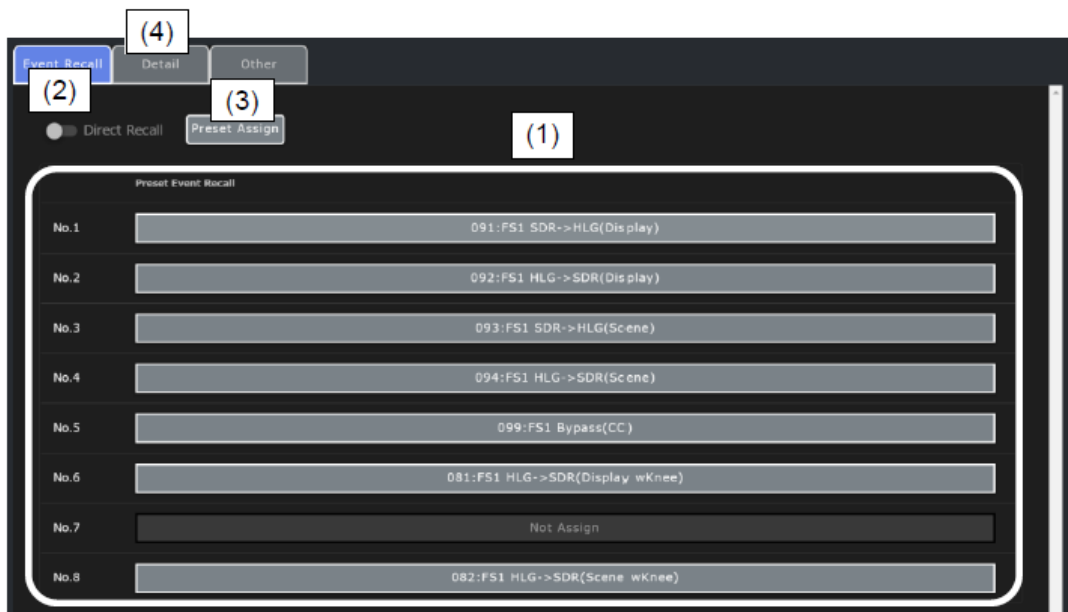 (4)
Event Recall Detail Other
(2) (3)
Direct Recall Preset Assign (1)
Preset Event Recall
No.1 091:FS1 SDR->HLG(Display)
No.2 092:FS1 HLG->SDR(Display)
No.3 093:FS1 SDR->HLG(Scene)
No.4 094:FS1 HLG->SDR(Scene)
No.5 099:FS1 Bypass(CC)
No.6 081:FS1 HLG->SDR(Display wKnee)
No.7 Not Assign
No.8 082:FS1 HLG->SDR(Scene wKnee)